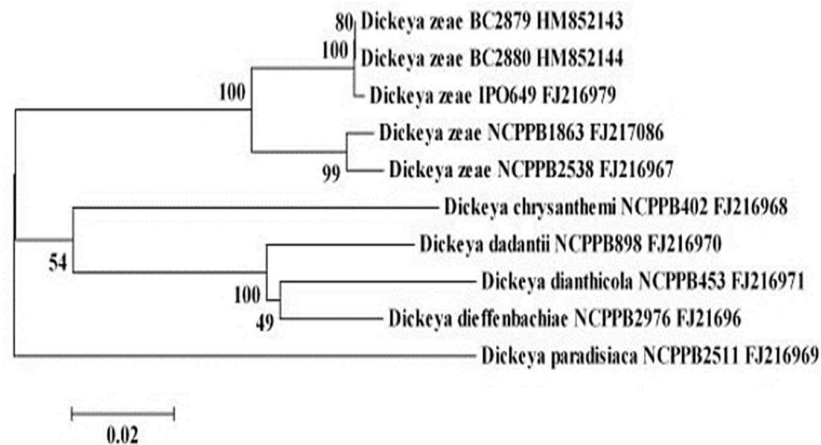 80 Dickeya zeae BC2879 HM852143
100 Dickeya zeae BC2880 HM852144
100
Dickeya zeae IPO649 FJ216979
Dickeya zeae NCPPB1863 FJ217086
99 Dickeya zeae NCPPB2538 FJ216967
Dickeya chrysanthemi NCPPB402 FJ216968
Dickeya dadantii NCPPB898 FJ216970
54
Dickeya dianthicola NCPPB453 FJ216971
100
49 Dickeya dieffenbachiae NCPPB2976 FJ21696
Dickeya paradisiaca NCPPB2511 FJ216969
0.02